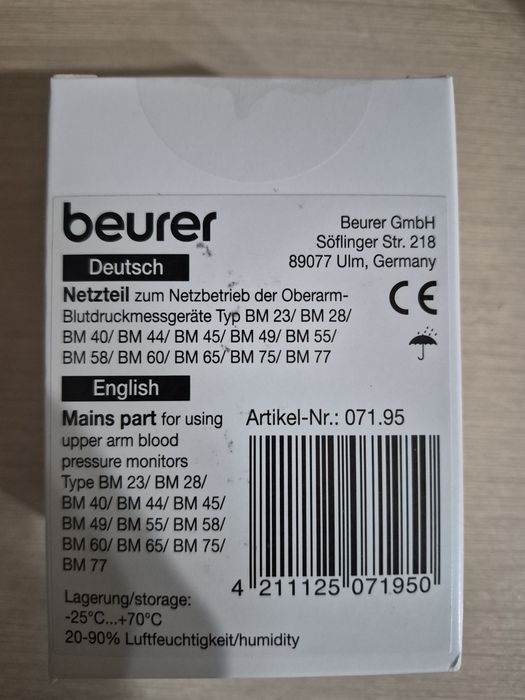 beurer
Beurer GmbH
Söflinger Str. 218
89077 Ulm, Germany
Deutsch
Netzteil zum Netzbetrieb der Oberarm-
Blutdruckmessgeräte Typ BM 23/ BM 28/
BM 40/ BM 44/ BM 45/ BM 49/ BM 55/
BM 58/ BM 60/ BM 65/ BM 75/ BM 77
CE
English
Mains part for using
upper arm blood
pressure monitors
Type BM 23/ BM 28/
BM 40/ BM 44/ BM 45/
BM 49/ BM 55/ BM 58/
BM 60/ BM 65/ BM 75/
BM 77
Artikel-Nr.: 071.95
4 211125 071950
Lagerung/storage:
-25°C...+70°C
20-90% Luftfeuchtigkeit/humidity